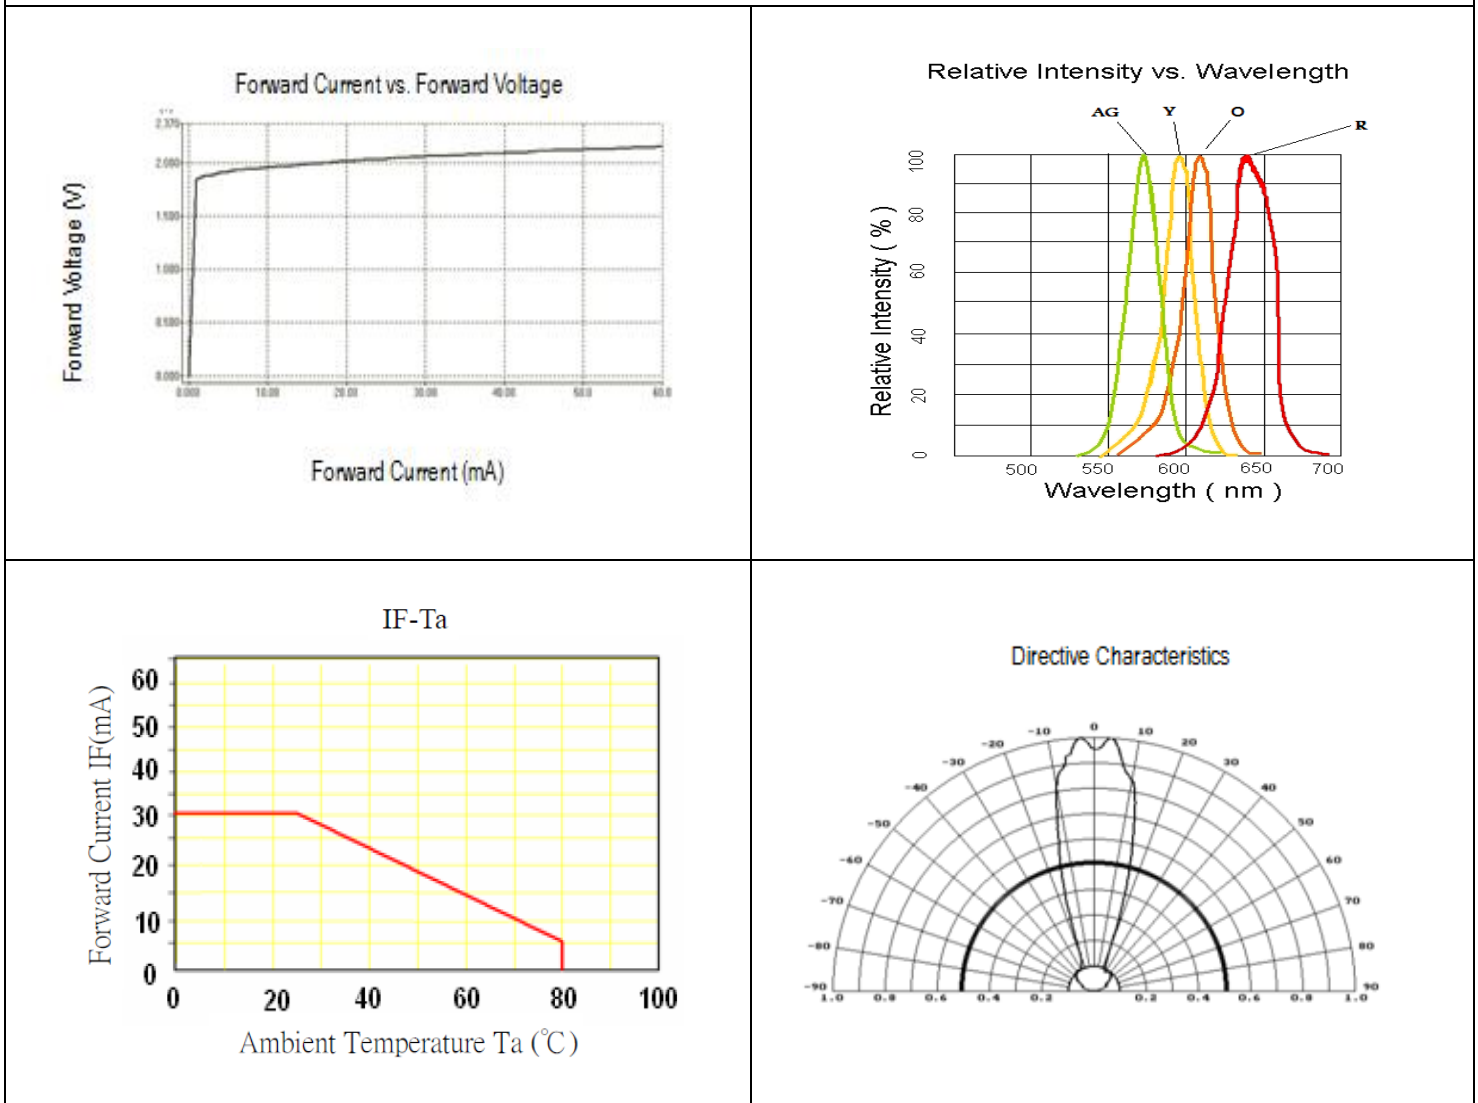 Forward Current vs. Forward Voltage
2.000
1.500
1.000
0.500
0.000
0.000 10.00 20.00 30.00 40.00 50.0 60.0
Forward Voltage (V)
Forward Current (mA)
Relative Intensity vs. Wavelength
AG Y O R
100
80
60
40
20
0
Relative Intensity ( % )
500 550 600 650 700
Wavelength ( nm )
IF-Ta
60
50
40
30
20
10
0
Forward Current IF(mA)
0 20 40 60 80 100
Ambient Temperature Ta (℃)
Directive Characteristics
0
-10 10
-20 20
-30 30
-40 40
-50 50
-60 60
-70 70
-80 80
-90 90
1.0 0.8 0.6 0.4 0.2 0.2 0.4 0.6 0.8 1.0